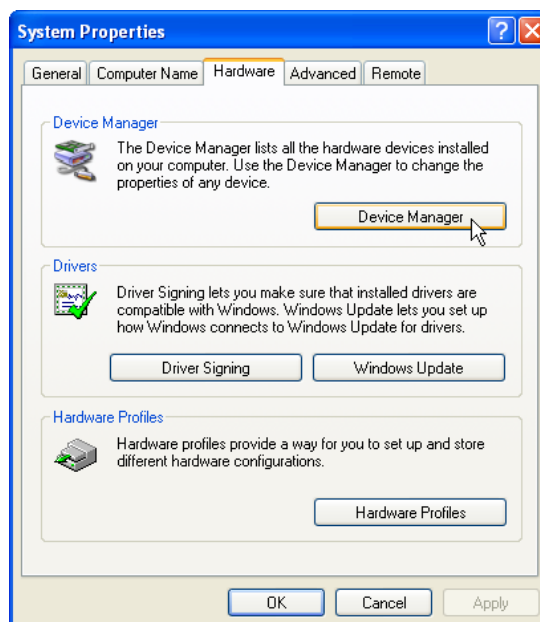 System Properties
General Computer Name Hardware Advanced Remote
Device Manager
The Device Manager lists all the hardware devices installed
on your computer. Use the Device Manager to change the
properties of any device.
Device Manager
Drivers
Driver Signing lets you make sure that installed drivers are
compatible with Windows. Windows Update lets you set up
how Windows connects to Windows Update for drivers.
Driver Signing Windows Update
Hardware Profiles
Hardware profiles provide a way for you to set up and store
different hardware configurations.
Hardware Profiles
OK Cancel Apply